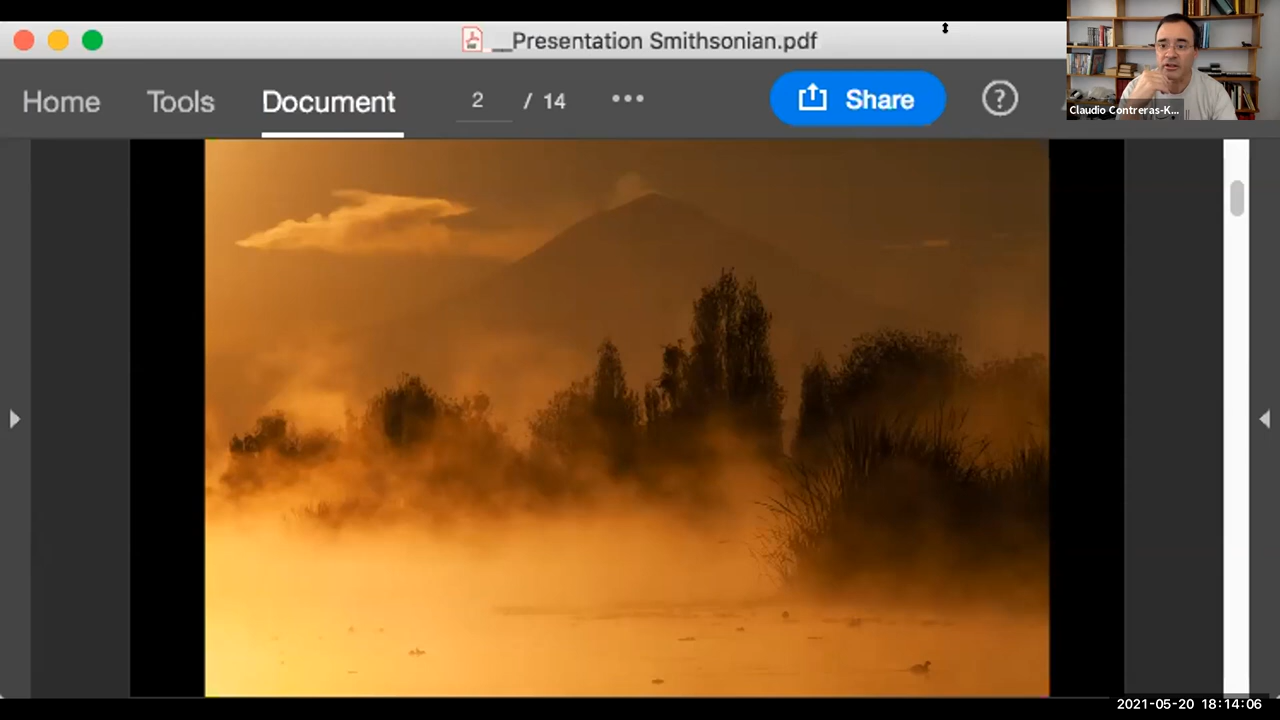 __Presentation Smithsonian.pdf
Home Tools Document 2 / 14 ••• Share ?
Claudio Contreras-K...
2021-05-20 18:14:06